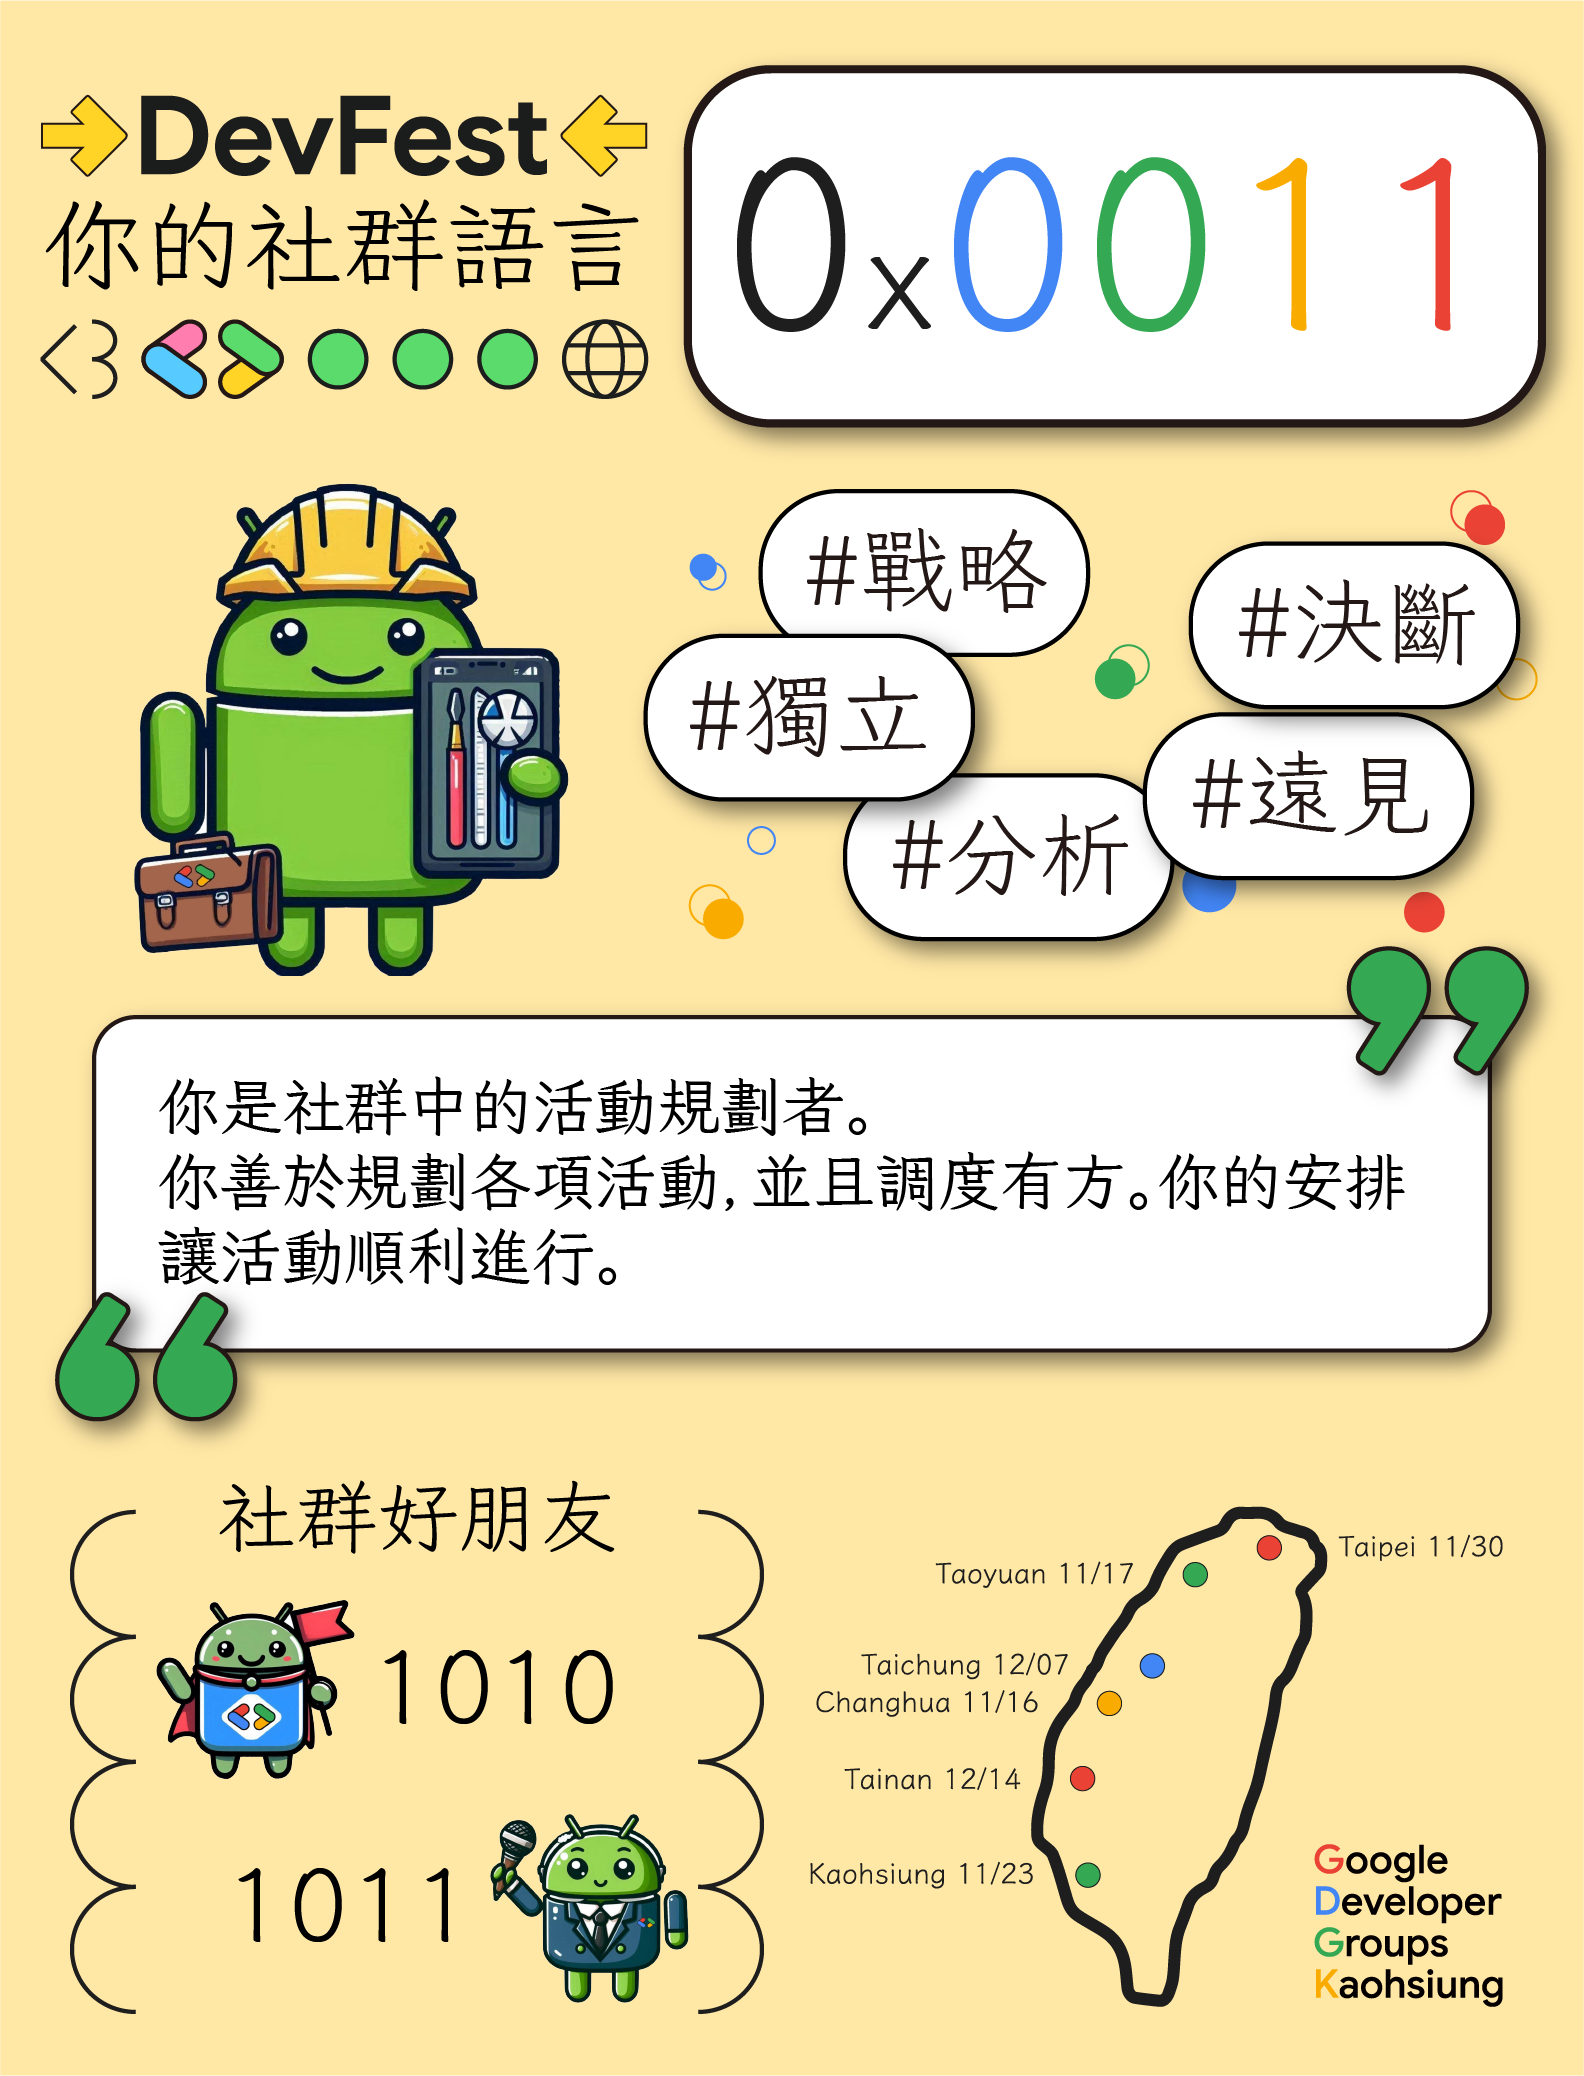 DevFest
你的社群語言
0x0011
#戰略
#決斷
#獨立
#遠見
#分析
你是社群中的活動規劃者。
你善於規劃各項活動,並且調度有方。你的安排
讓活動順利進行。
社群好朋友
1010
1011
Taipei 11/30
Taoyuan 11/17
Taichung 12/07
Changhua 11/16
Tainan 12/14
Kaohsiung 11/23
Google
Developer
Groups
Kaohsiung